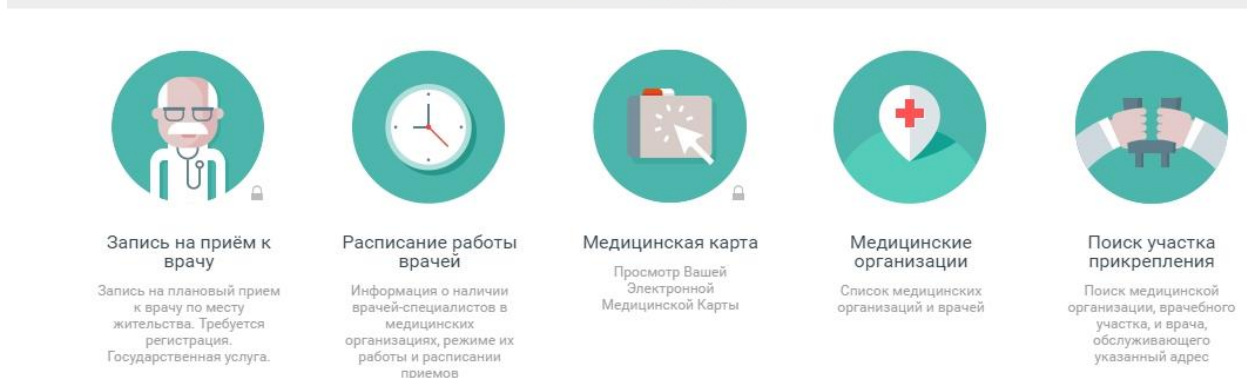 Запись на приём к
врачу
Запись на плановый прием
к врачу по месту
жительства. Требуется
регистрация.
Государственная услуга.
Расписание работы
врачей
Информация о наличии
врачей-специалистов в
медицинских
организациях, режиме их
работы и расписании
приемов
Медицинская карта
Просмотр Вашей
Электронной
Медицинской Карты
Медицинские
организации
Список медицинских
организаций и врачей
Поиск участка
прикрепления
Поиск медицинской
организации, врачебного
участка, и врача,
обслуживающего
указанный адрес